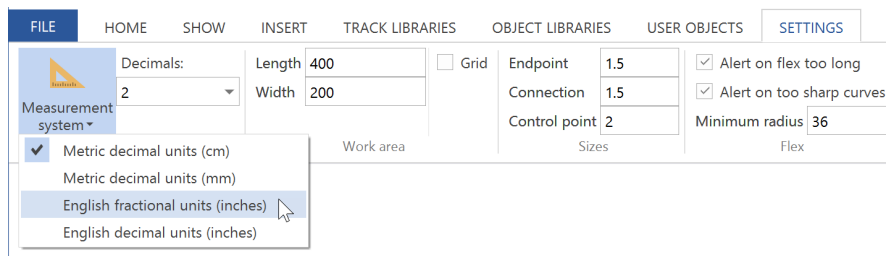 FILE HOME SHOW INSERT TRACK LIBRARIES OBJECT LIBRARIES USER OBJECTS SETTINGS
Measurement
system
Decimals:
2
Length 400
Width 200
Grid
Work area
Endpoint 1.5
Connection 1.5
Control point 2
Sizes
Alert on flex too long
Alert on too sharp curves
Minimum radius 36
Flex
Metric decimal units (cm)
Metric decimal units (mm)
English fractional units (inches)
English decimal units (inches)